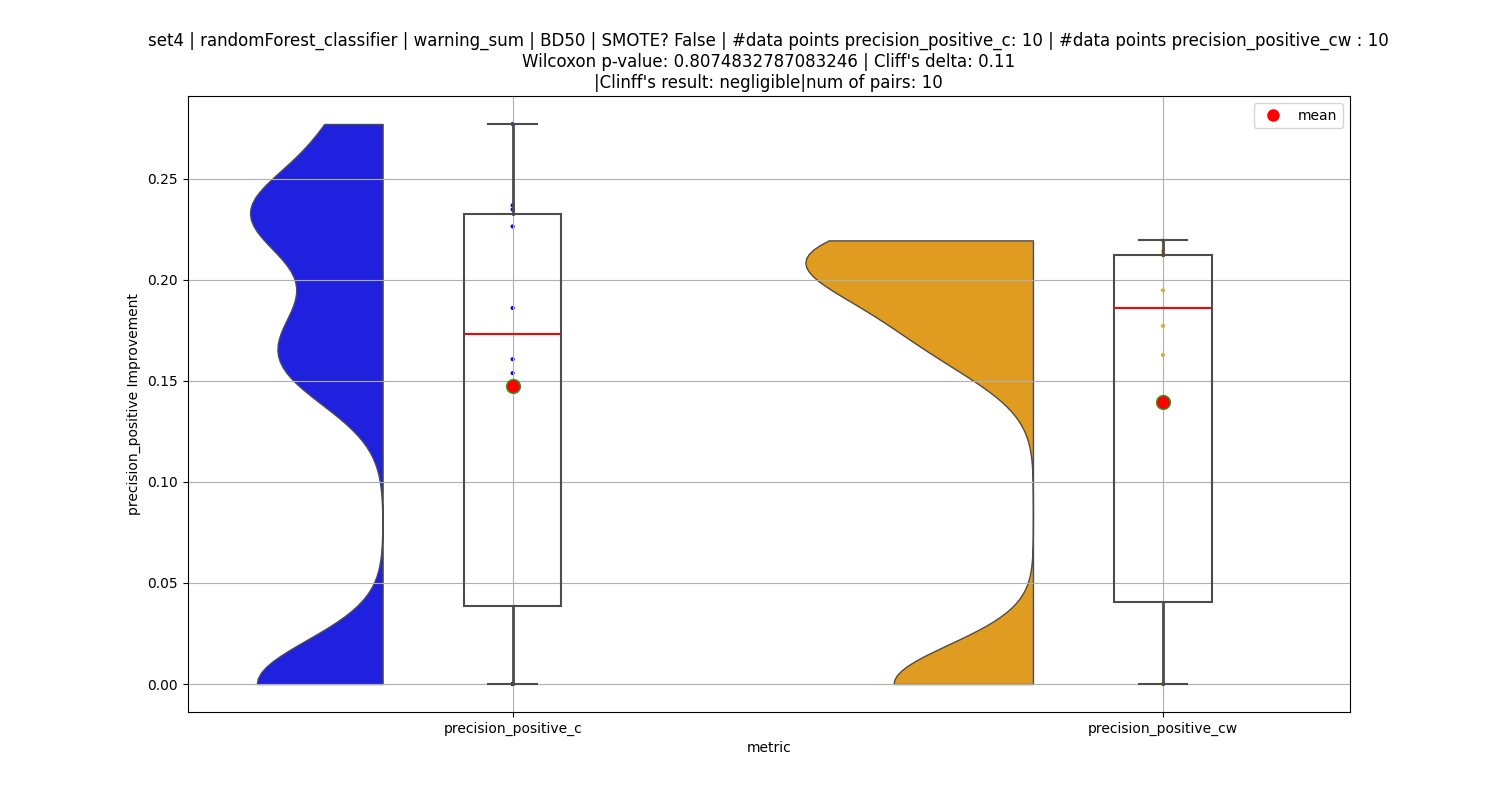 set4 | randomForest_classifier | warning_sum | BD50 | SMOTE? False | #data points precision_positive_c: 10 | #data points precision_positive_cw : 10
Wilcoxon p-value: 0.8074832787083246 | Cliff's delta: 0.11
|Clinff's result: negligible|num of pairs: 10
mean
precision_positive Improvement
0.25
0.20
0.15
0.10
0.05
0.00
precision_positive_c
precision_positive_cw
metric